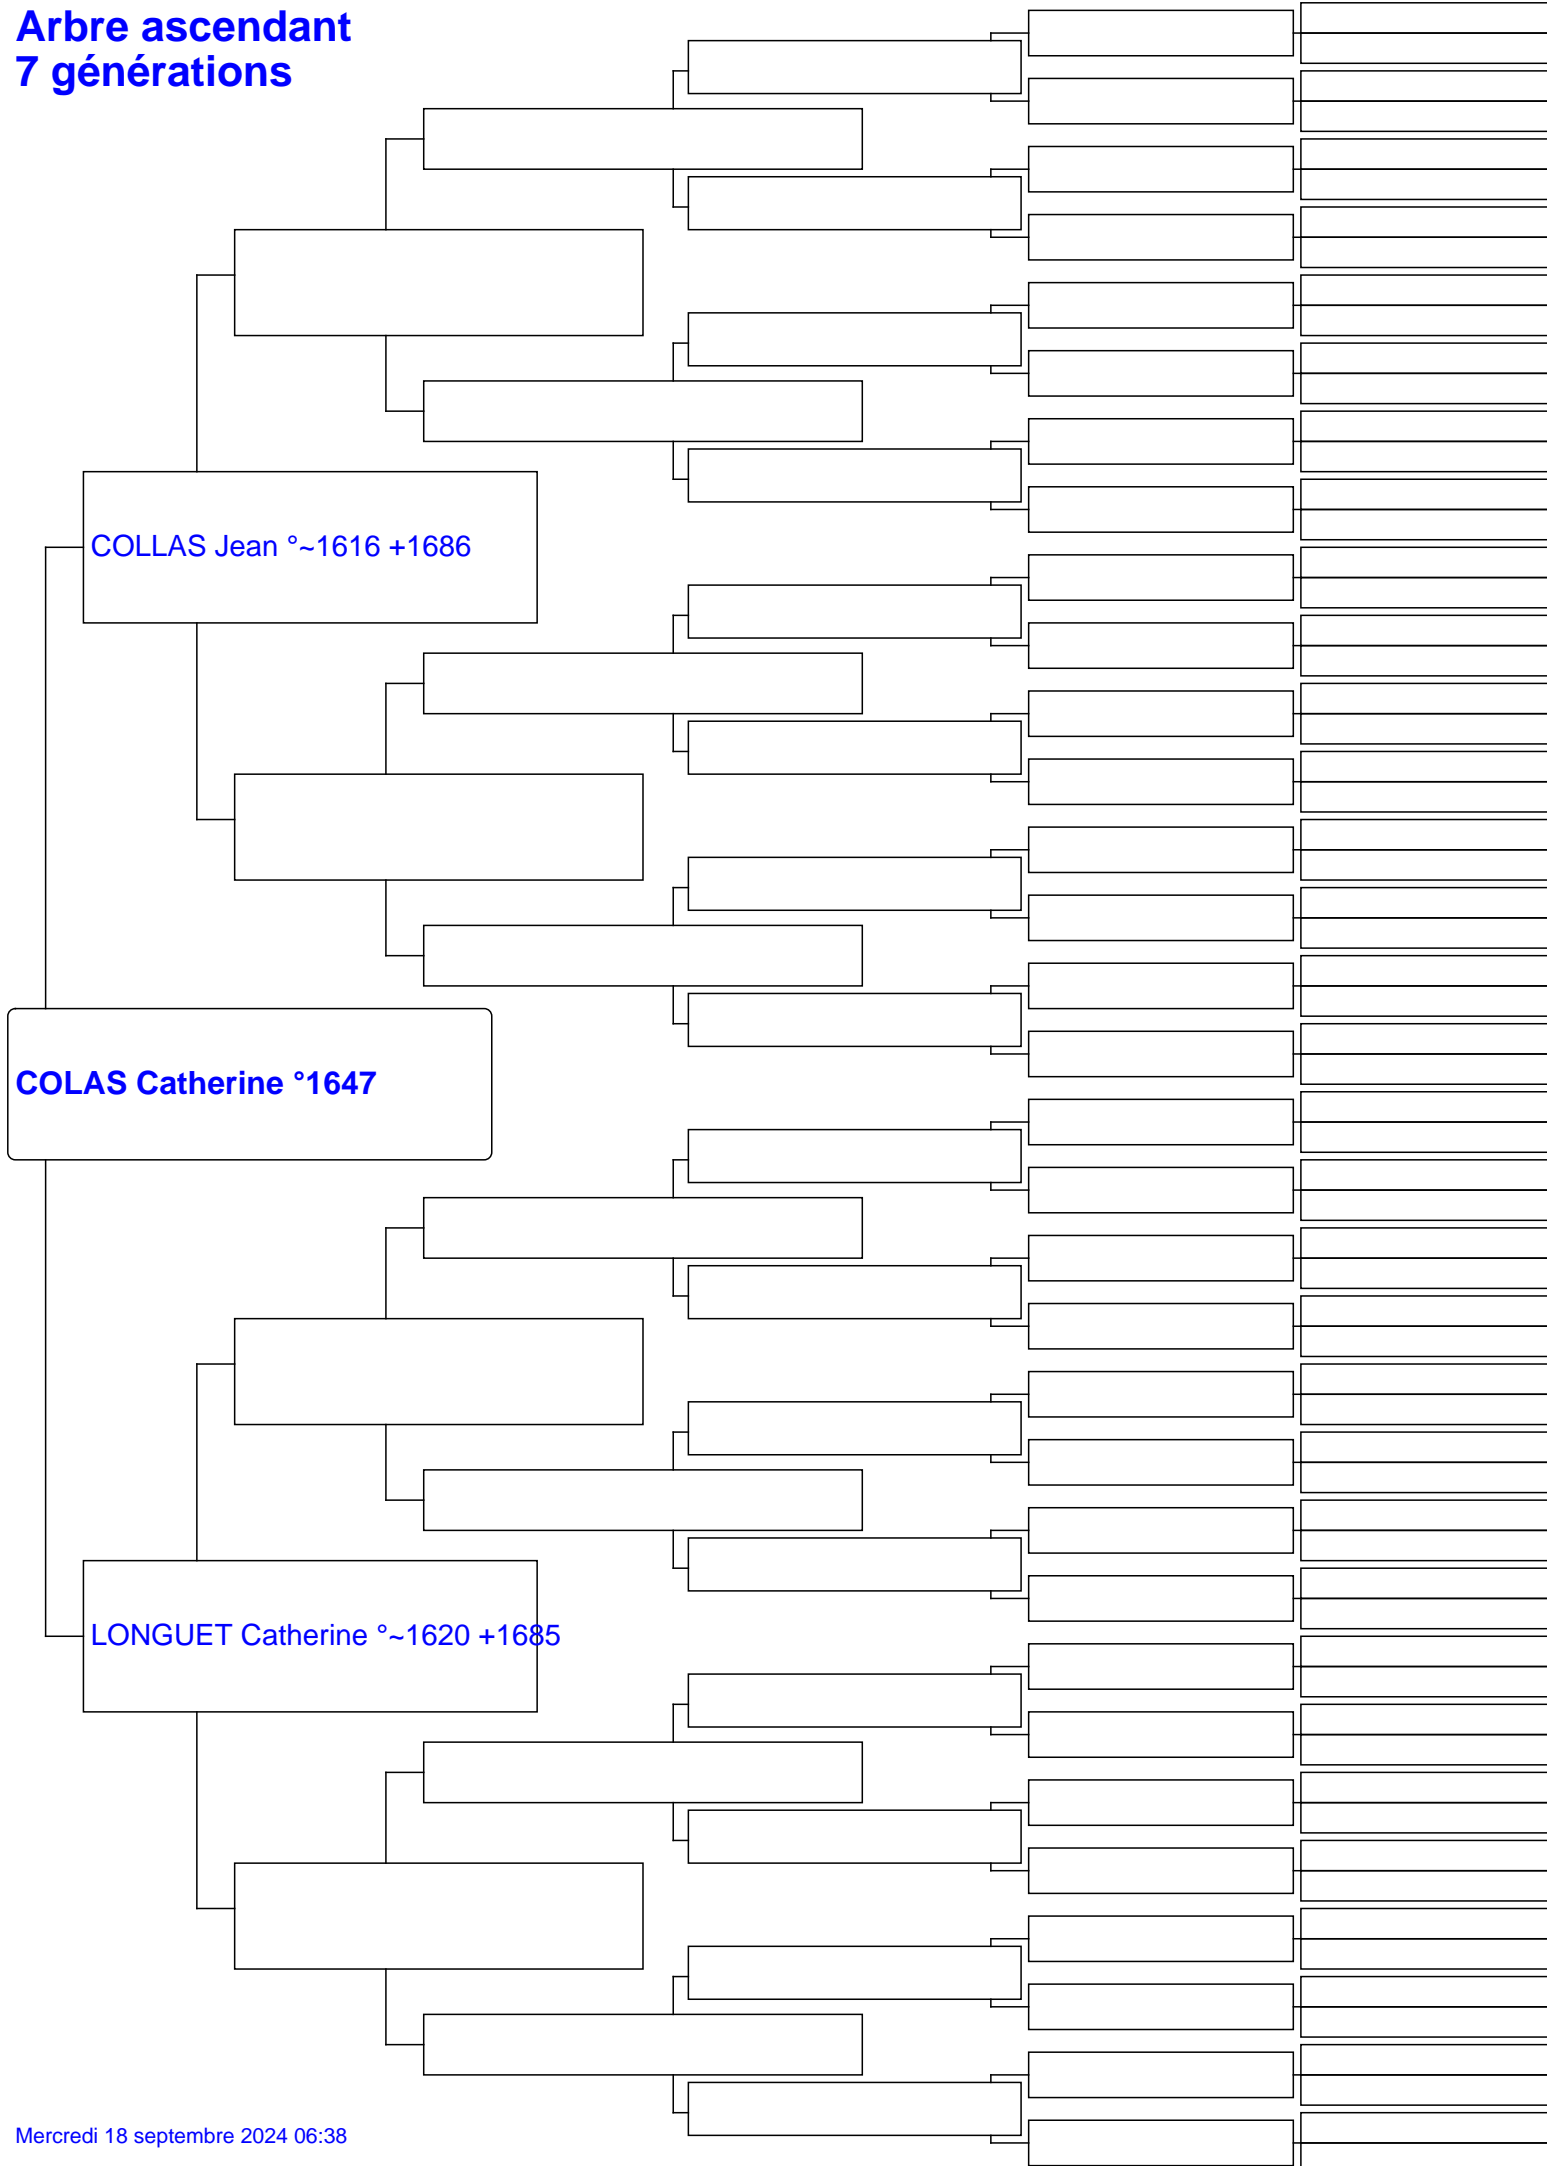 Arbre ascendant
7 générations
COLLAS Jean °~1616 +1686
COLAS Catherine °1647
LONGUET Catherine °~1620 +1685
Mercredi 18 septembre 2024 06:38